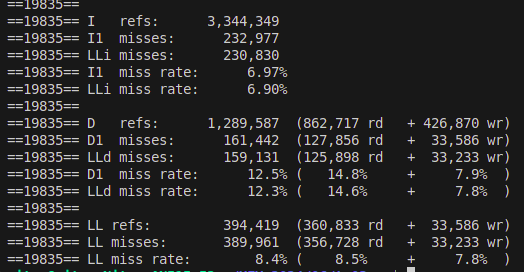 ==19835==
==19835== I   refs:      3,344,349
==19835== I1  misses:      232,977
==19835== LLi misses:      230,830
==19835== I1  miss rate:      6.97%
==19835== LLi miss rate:      6.90%
==19835==
==19835== D   refs:      1,289,587  (862,717 rd   + 426,870 wr)
==19835== D1  misses:      161,442  (127,856 rd   +  33,586 wr)
==19835== LLd misses:      159,131  (125,898 rd   +  33,233 wr)
==19835== D1  miss rate:      12.5% (   14.8%     +    7.9%  )
==19835== LLd miss rate:      12.3% (   14.6%     +    7.8%  )
==19835==
==19835== LL refs:         394,419  (360,833 rd   +  33,586 wr)
==19835== LL misses:       389,961  (356,728 rd   +  33,233 wr)
==19835== LL miss rate:        8.4% (    8.5%     +    7.8%  )